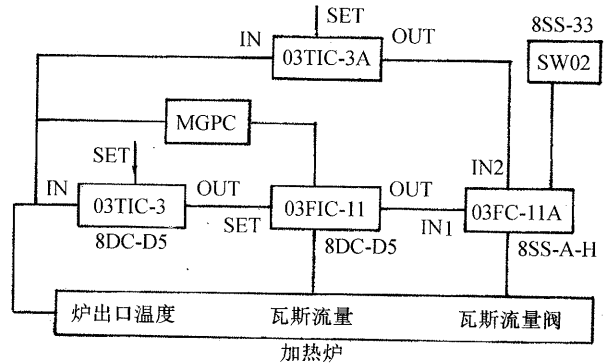 SET
IN
03TIC-3A
OUT
8SS-33
SW02
MGPC
SET
IN
03TIC-3
OUT
8DC-D5
SET
03FIC-11
8DC-D5
OUT
IN1
IN2
03FC-11A
8SS-A-H
炉出口温度
瓦斯流量
瓦斯流量阀
加热炉